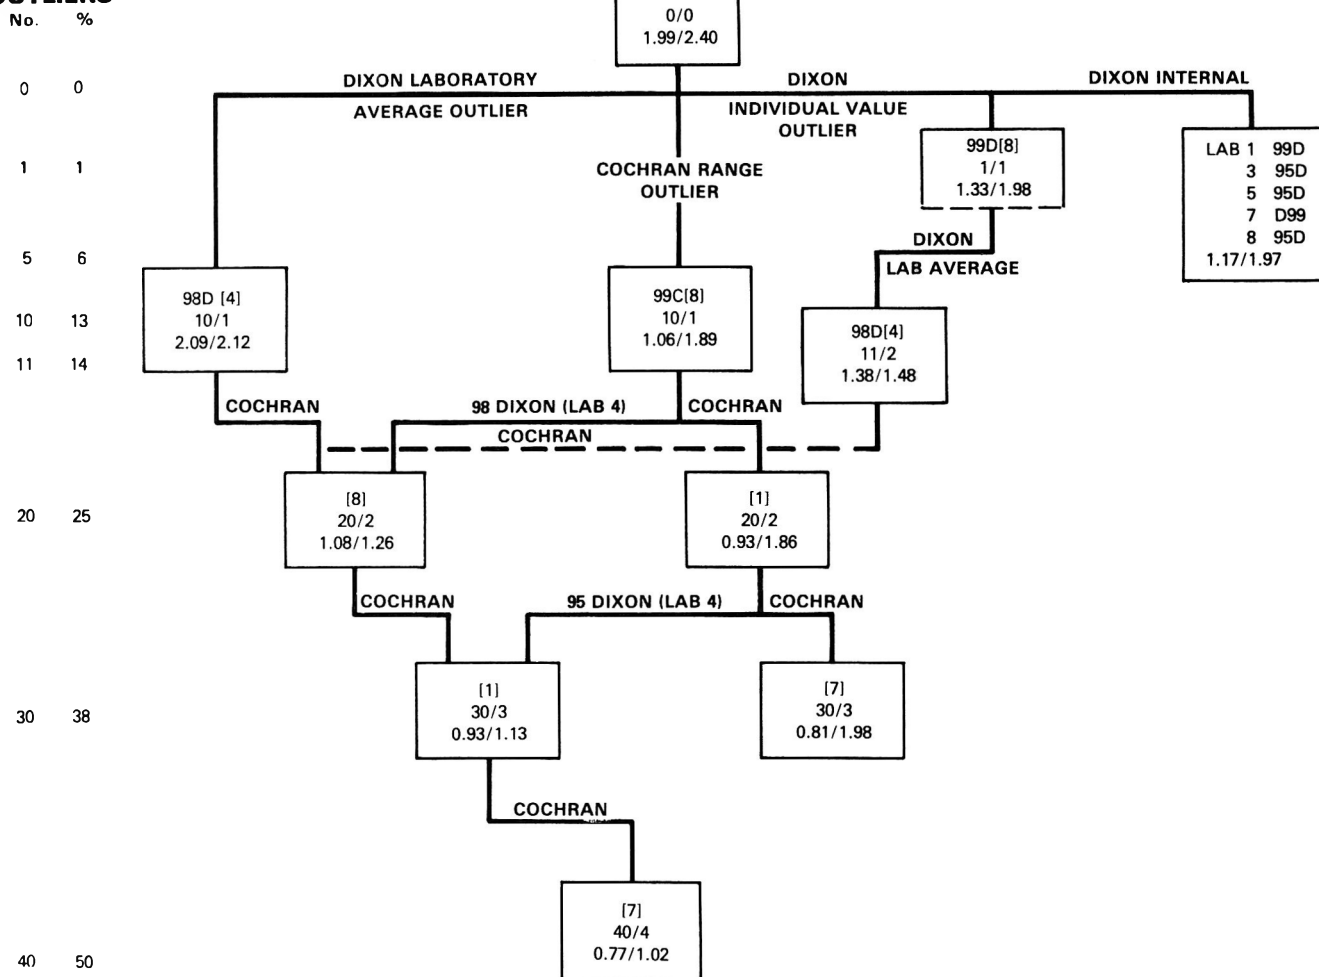 OUTLIERS
No. %
0/0
1.99/2.40
0 0
DIXON LABORATORY
AVERAGE OUTLIER
DIXON
INDIVIDUAL VALUE
OUTLIER
DIXON INTERNAL
1 1
COCHRAN RANGE
OUTLIER
99D[8]
1/1
1.33/1.98
LAB 1 99D
3 95D
5 95D
7 D99
8 95D
1.17/1.97
DIXON
LAB AVERAGE
5 6
98D [4]
10/1
2.09/2.12
99C[8]
10/1
1.06/1.89
98D[4]
11/2
1.38/1.48
10 13
11 14
COCHRAN
98 DIXON (LAB 4)
COCHRAN
COCHRAN
20 25
[8]
20/2
1.08/1.26
[1]
20/2
0.93/1.86
COCHRAN
95 DIXON (LAB 4)
COCHRAN
30 38
[1]
30/3
0.93/1.13
[7]
30/3
0.81/1.98
COCHRAN
[7]
40/4
0.77/1.02
40 50